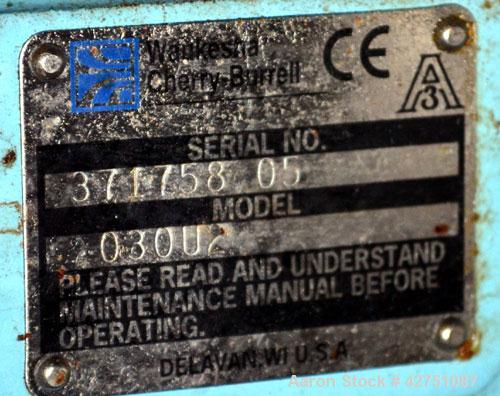 Waukesha
Cherry-Burrell
CE
A
3
SERIAL NO.
371758 05
MODEL
030U2
PLEASE READ AND UNDERSTAND
MAINTENANCE MANUAL BEFORE
OPERATING.
DELAVAN, WI U.S.A
Aaron Stock # 42751087